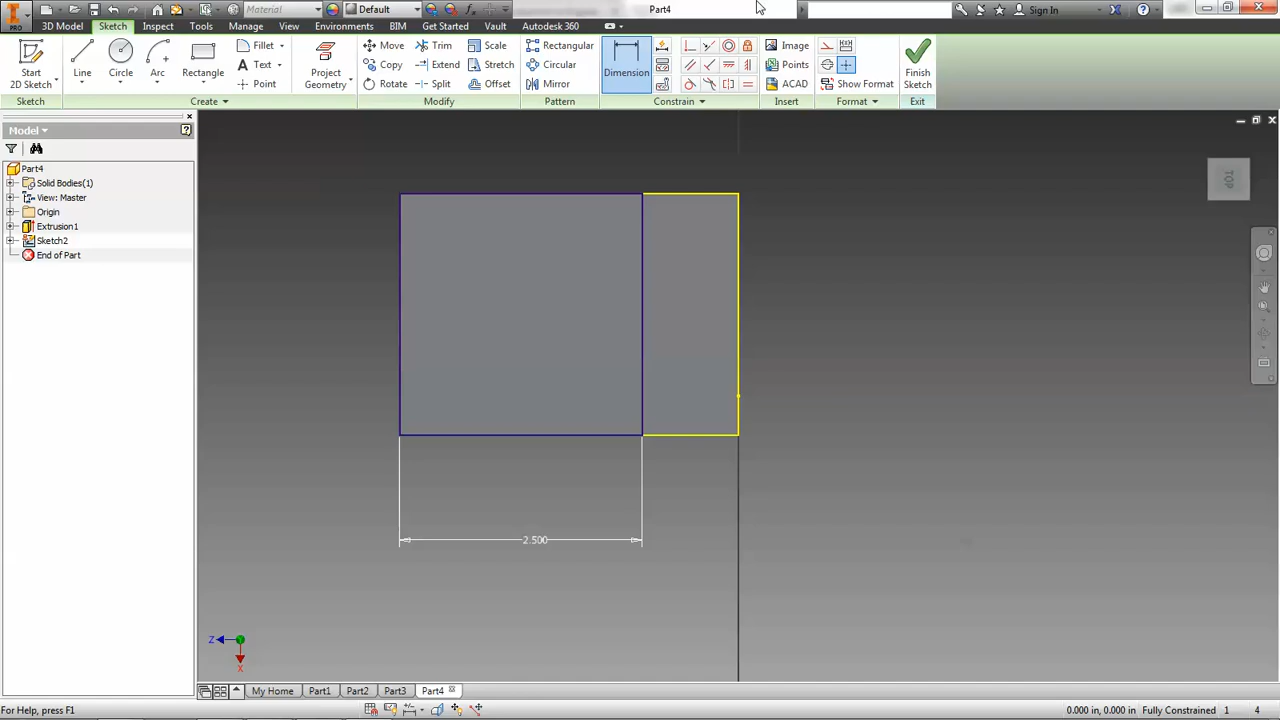 Material
Default
Part4
Sign In
PRO
3D Model
Sketch
Inspect
Tools
Manage
View
Environments
BIM
Get Started
Vault
Autodesk 360
Start
2D Sketch
Line
Circle
Arc
Rectangle
Fillet
Text
Point
Project
Geometry
Move
Copy
Rotate
Trim
Extend
Split
Scale
Stretch
Offset
Rectangular
Circular
Mirror
Dimension
Image
Points
ACAD
Show Format
Finish
Sketch
Sketch
Create
Modify
Pattern
Constrain
Insert
Format
Exit
Model
Part4
Solid Bodies(1)
View: Master
Origin
Extrusion1
Sketch2
End of Part
TOP
2.500
Z
X
My Home
Part1
Part2
Part3
Part4
For Help, press F1
0.000 in, 0.000 in
Fully Constrained
1
4